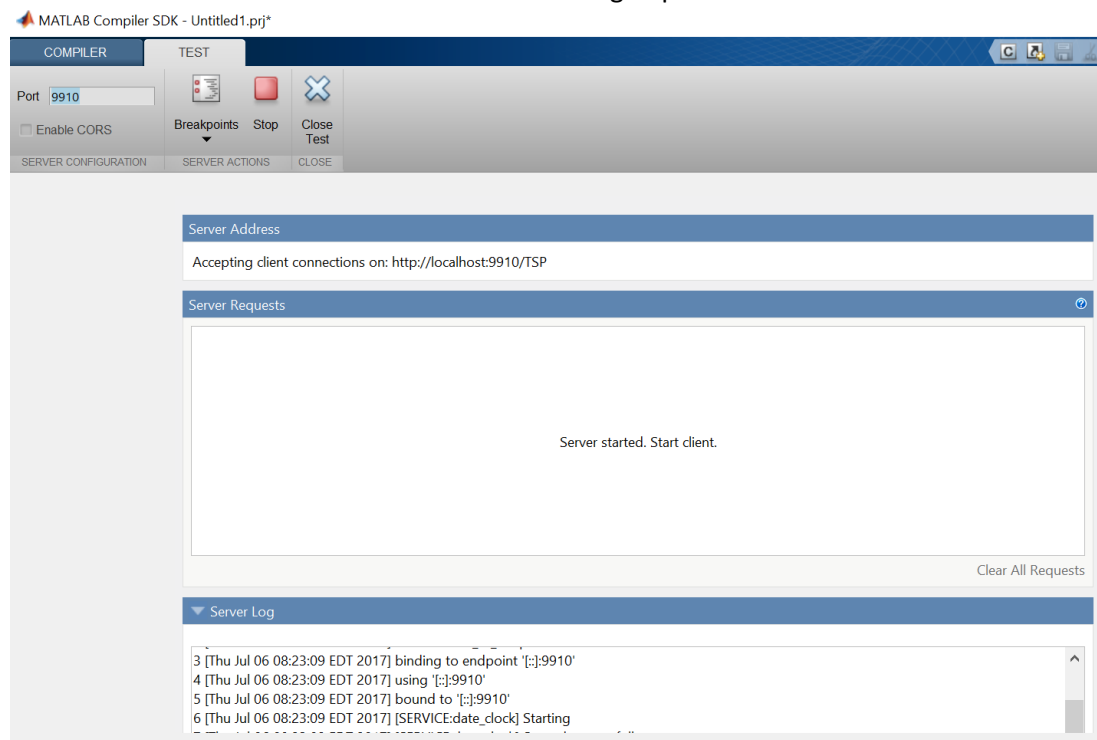 MATLAB Compiler SDK - Untitled1.prj*
COMPILER
TEST
Port 9910
Enable CORS
Breakpoints
Stop
Close
Test
SERVER CONFIGURATION
SERVER ACTIONS
CLOSE
Server Address
Accepting client connections on: http://localhost:9910/TSP
Server Requests
Server started. Start client.
Clear All Requests
Server Log
3 [Thu Jul 06 08:23:09 EDT 2017] binding to endpoint '[::]:9910'
4 [Thu Jul 06 08:23:09 EDT 2017] using '[::]:9910'
5 [Thu Jul 06 08:23:09 EDT 2017] bound to '[::]:9910'
6 [Thu Jul 06 08:23:09 EDT 2017] [SERVICE:date_clock] Starting